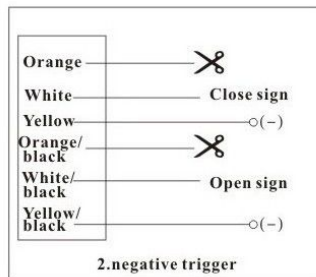 Orange
White Close sign
Yellow (-)
Orange/
black
White/
black Open sign
Yellow/
black (-)
2.negative trigger